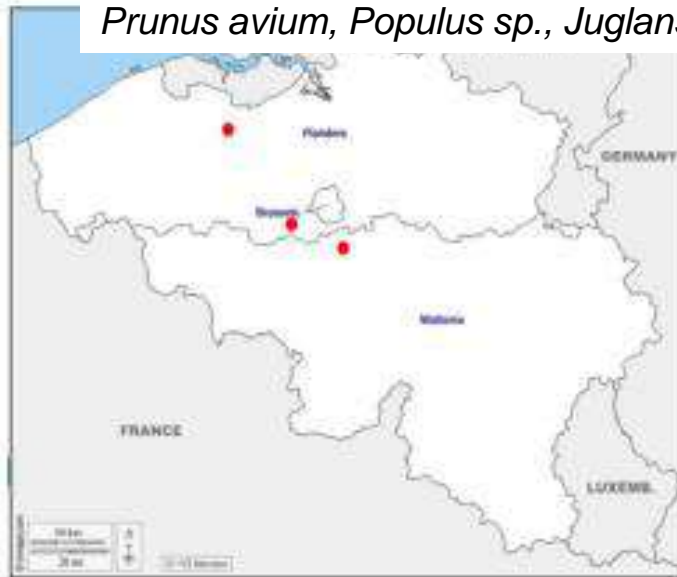 Prunus avium, Populus sp., Juglans
Flanders
GERMANY
Brussels
Wallonia
FRANCE
LUXEMB.